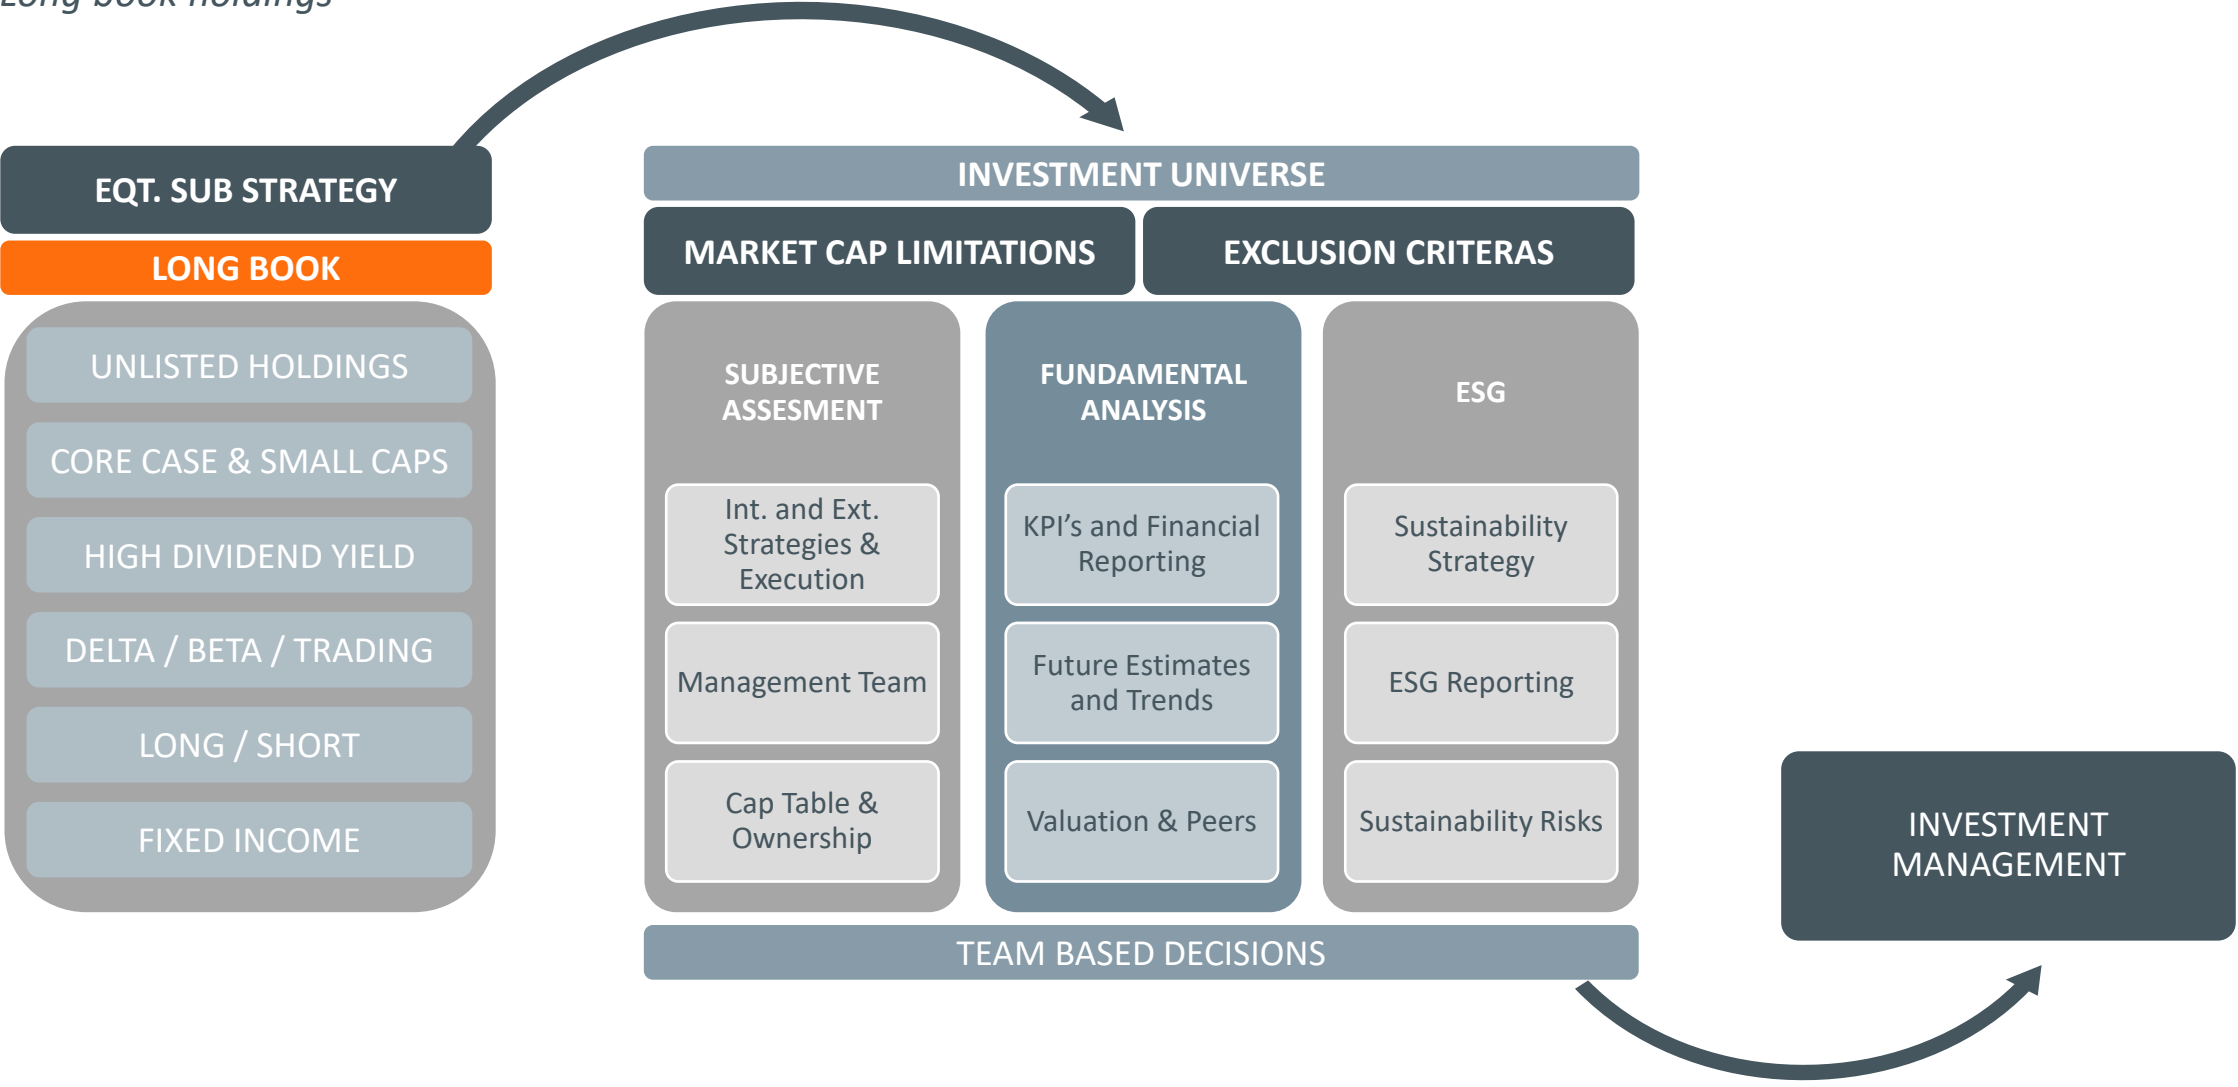 Long book holdings
EQT. SUB STRATEGY
LONG BOOK
UNLISTED HOLDINGS
CORE CASE & SMALL CAPS
HIGH DIVIDEND YIELD
DELTA / BETA / TRADING
LONG / SHORT
FIXED INCOME
INVESTMENT UNIVERSE
MARKET CAP LIMITATIONS
EXCLUSION CRITERAS
SUBJECTIVE
ASSESMENT
Int. and Ext.
Strategies &
Execution
Management Team
Cap Table &
Ownership
FUNDAMENTAL
ANALYSIS
KPI’s and Financial
Reporting
Future Estimates
and Trends
Valuation & Peers
ESG
Sustainability
Strategy
ESG Reporting
Sustainability Risks
TEAM BASED DECISIONS
INVESTMENT
MANAGEMENT